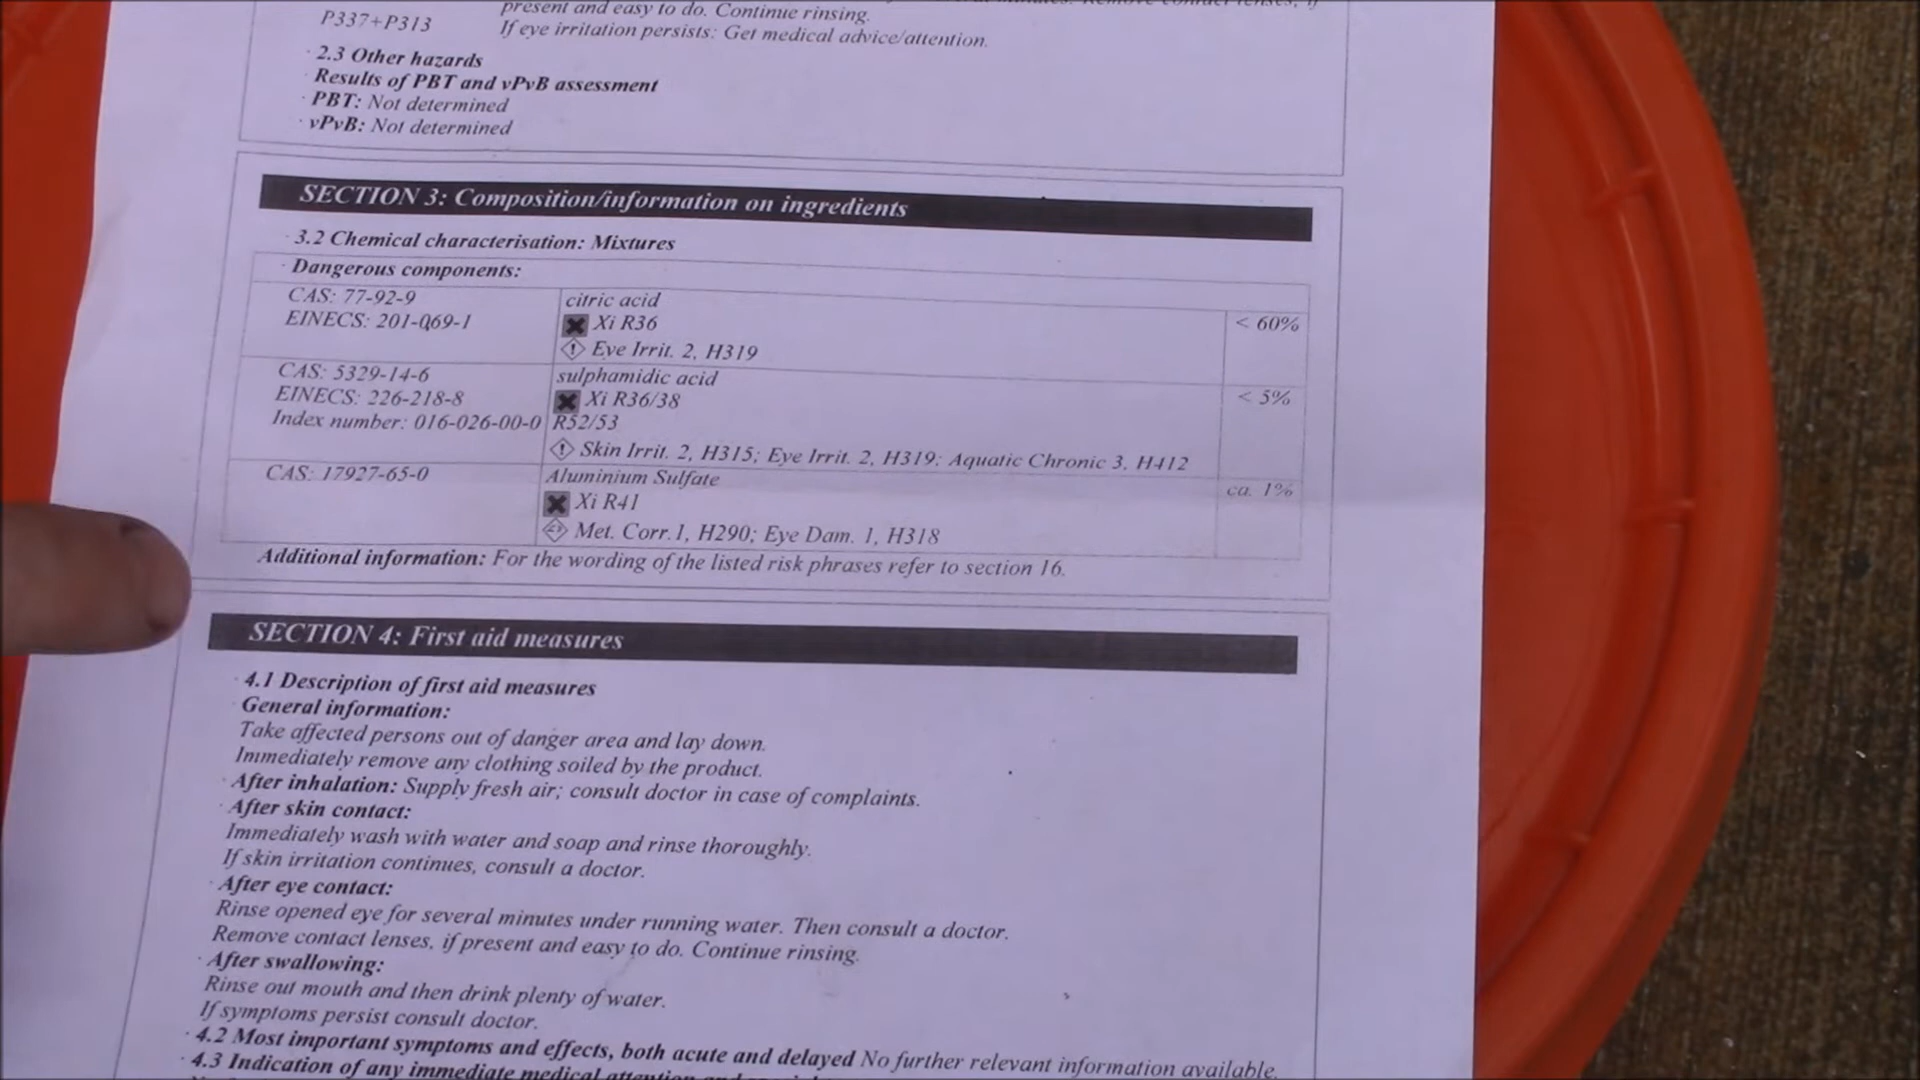 present and easy to do. Continue rinsing.
P337+P313 If eye irritation persists: Get medical advice/attention.
· 2.3 Other hazards
· Results of PBT and vPvB assessment
· PBT: Not determined
· vPvB: Not determined
SECTION 3: Composition/information on ingredients
· 3.2 Chemical characterisation: Mixtures
· Dangerous components:
CAS: 77-92-9 citric acid
EINECS: 201-069-1 Xi R36 < 60%
Eye Irrit. 2, H319
CAS: 5329-14-6 sulphamidic acid
EINECS: 226-218-8 Xi R36/38 < 5%
Index number: 016-026-00-0 R52/53
Skin Irrit. 2, H315; Eye Irrit. 2, H319; Aquatic Chronic 3, H412
CAS: 17927-65-0 Aluminium Sulfate
Xi R41 ca. 1%
Met. Corr.1, H290; Eye Dam. 1, H318
Additional information: For the wording of the listed risk phrases refer to section 16.
SECTION 4: First aid measures
· 4.1 Description of first aid measures
General information:
Take affected persons out of danger area and lay down.
Immediately remove any clothing soiled by the product.
· After inhalation: Supply fresh air; consult doctor in case of complaints.
· After skin contact:
Immediately wash with water and soap and rinse thoroughly.
If skin irritation continues, consult a doctor.
· After eye contact:
Rinse opened eye for several minutes under running water. Then consult a doctor.
Remove contact lenses, if present and easy to do. Continue rinsing.
· After swallowing:
Rinse out mouth and then drink plenty of water.
If symptoms persist consult doctor.
· 4.2 Most important symptoms and effects, both acute and delayed No further relevant information available.
· 4.3 Indication of any immediate medical attention and